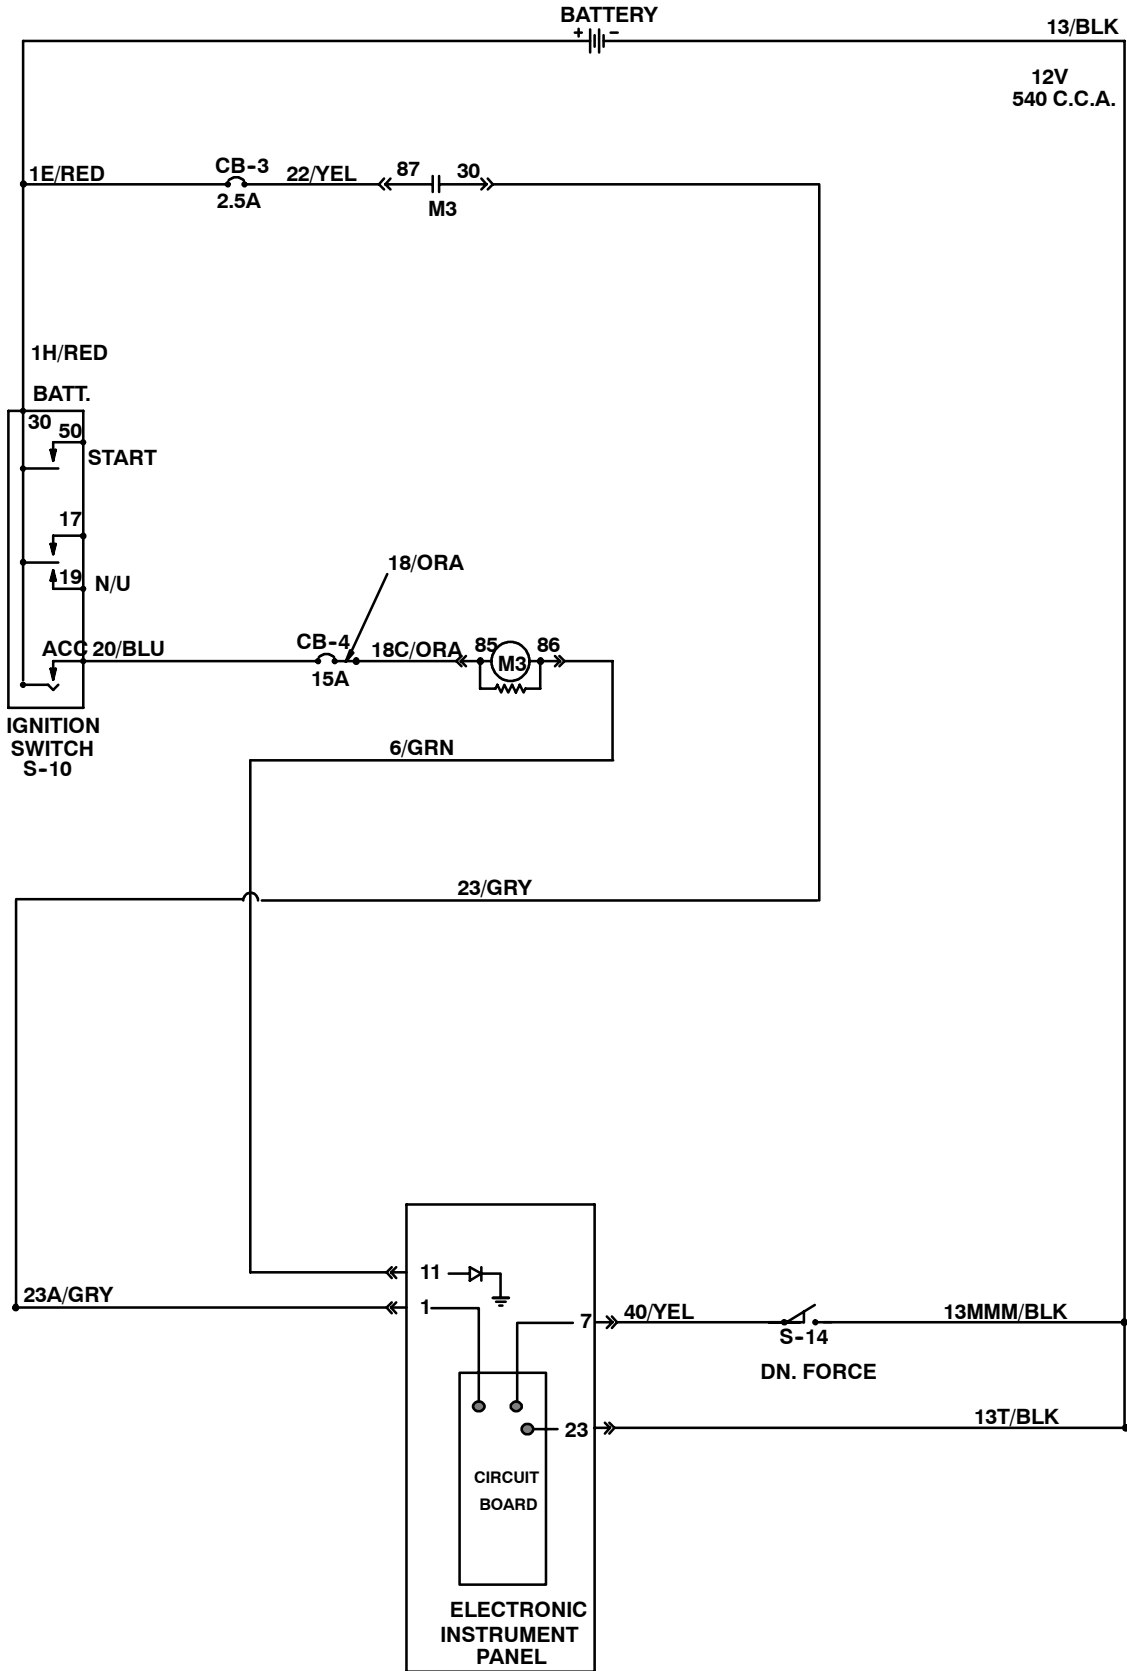 BATTERY
+ -
13/BLK
12V
540 C.C.A.
1E/RED
CB-3
2.5A
22/YEL
87
30
M3
1H/RED
BATT.
30
50
START
17
19
N/U
18/ORA
ACC
20/BLU
CB-4
15A
18C/ORA
85
M3
86
IGNITION
SWITCH
S-10
6/GRN
23/GRY
11
23A/GRY
1
7
40/YEL
S-14
13MMM/BLK
DN. FORCE
23
13T/BLK
CIRCUIT
BOARD
ELECTRONIC
INSTRUMENT
PANEL